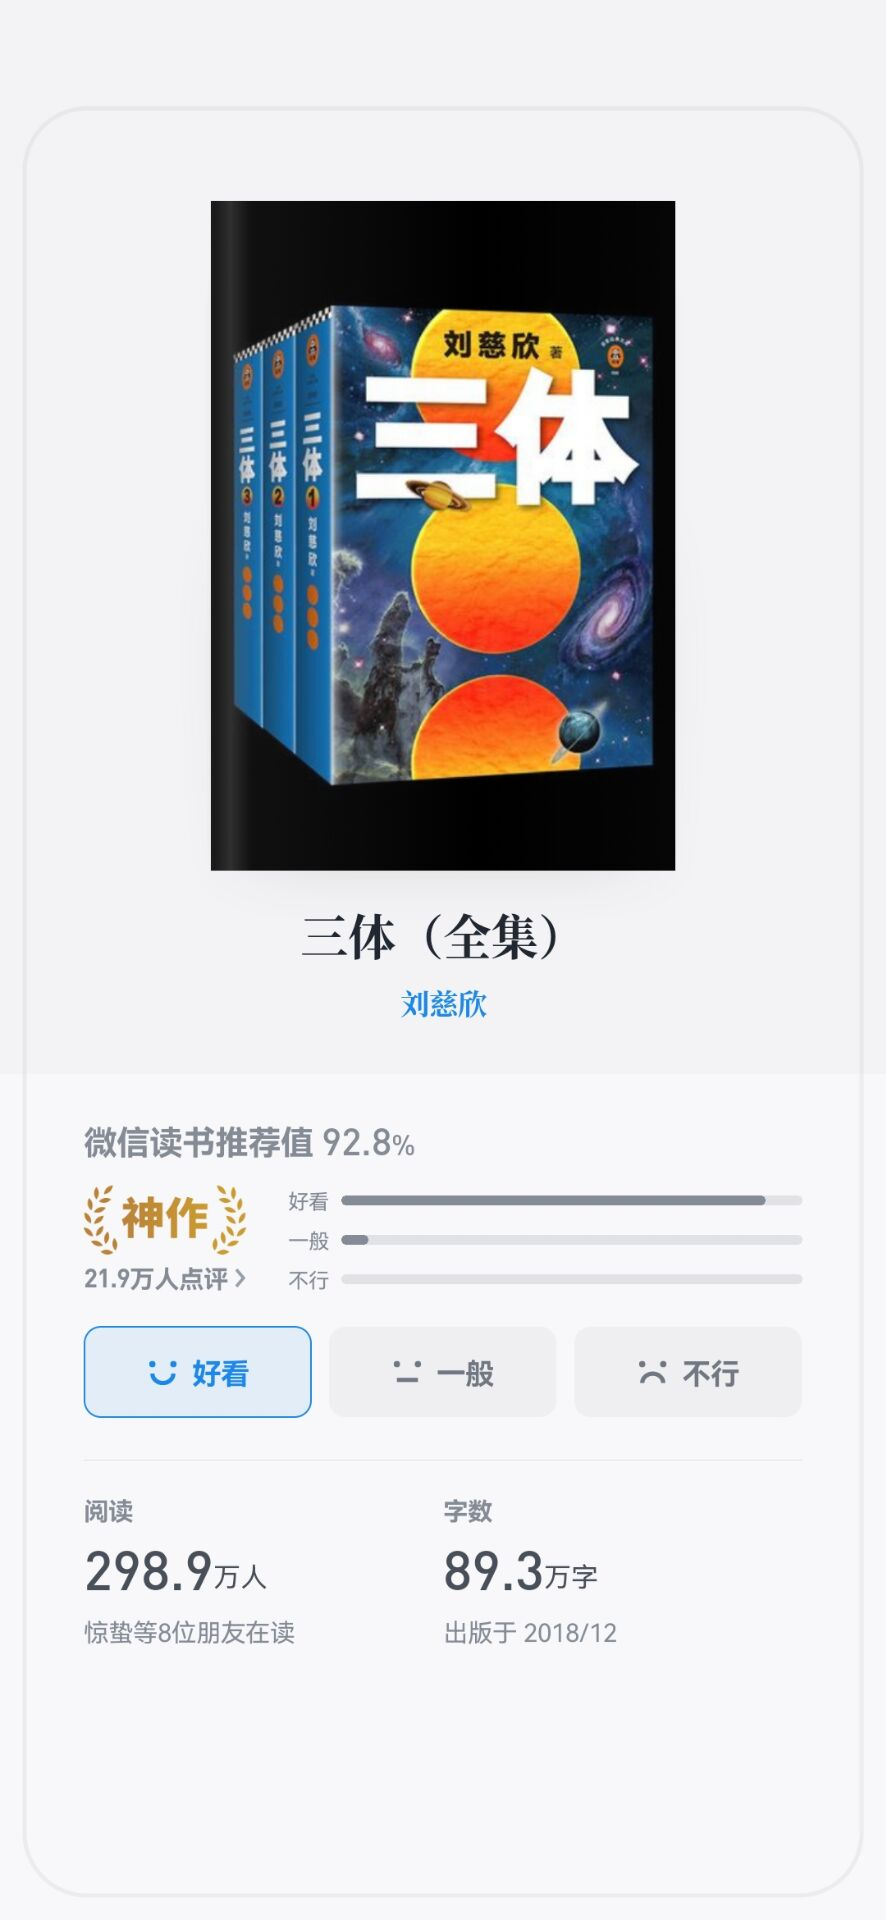 刘慈欣 著
三体
三体 1 刘慈欣
三体 2 刘慈欣
三体 3 刘慈欣
三体（全集）
刘慈欣
微信读书推荐值 92.8%
神作
21.9万人点评
好看
一般
不行
好看
一般
不行
阅读
298.9万人
惊蛰等8位朋友在读
字数
89.3万字
出版于 2018/12